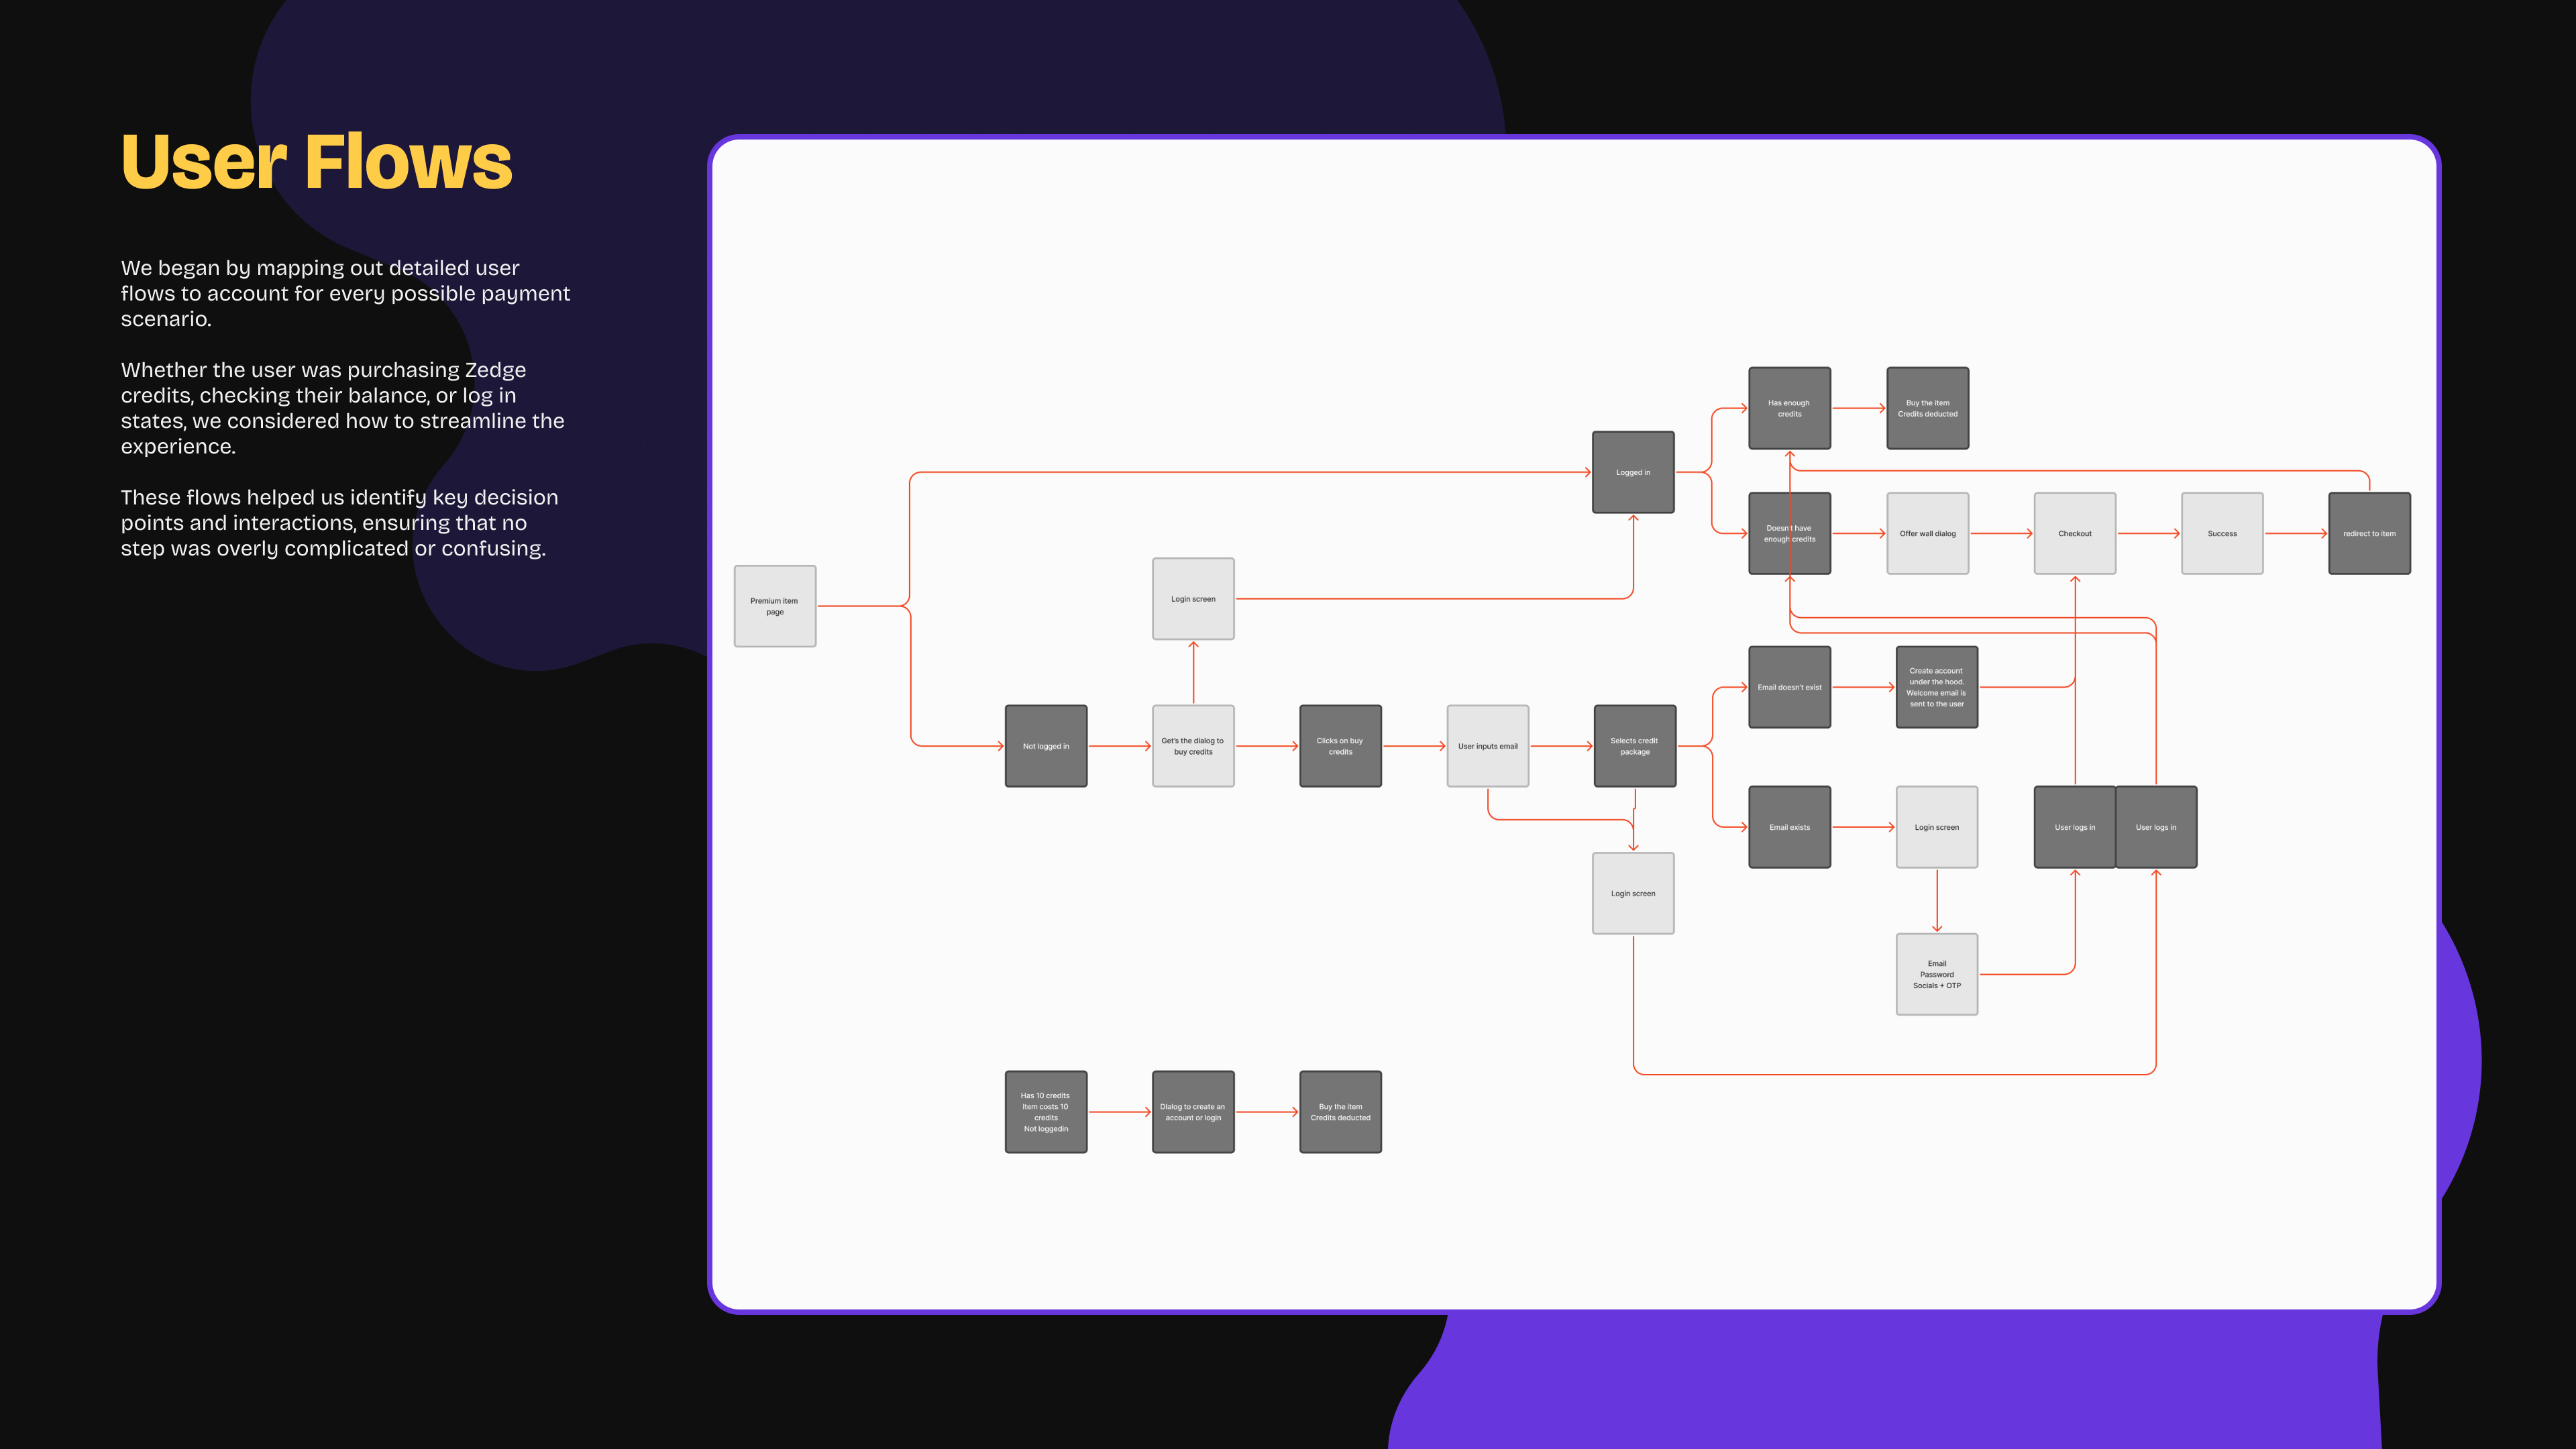 User Flows
We began by mapping out detailed user
flows to account for every possible payment
scenario.
Whether the user was purchasing Zedge
credits, checking their balance, or log in
states, we considered how to streamline the
experience.
These flows helped us identify key decision
points and interactions, ensuring that no
step was overly complicated or confusing.
Premium item
page
Logged in
Has enough
credits
Buy the item
Credits deducted
Doesn't have
enough credits
Offer wall dialog
Checkout
Success
redirect to item
Login screen
Not logged in
Get's the dialog to
buy credits
Clicks on buy
credits
User inputs email
Selects credit
package
Email doesn't exist
Create account
under the hood.
Welcome email is
sent to the user
Email exists
Login screen
User logs in
User logs in
Login screen
Email
Password
Socials + OTP
Has 10 credits
Item costs 10
credits
Not loggedin
DIalog to create an
account or login
Buy the item
Credits deducted